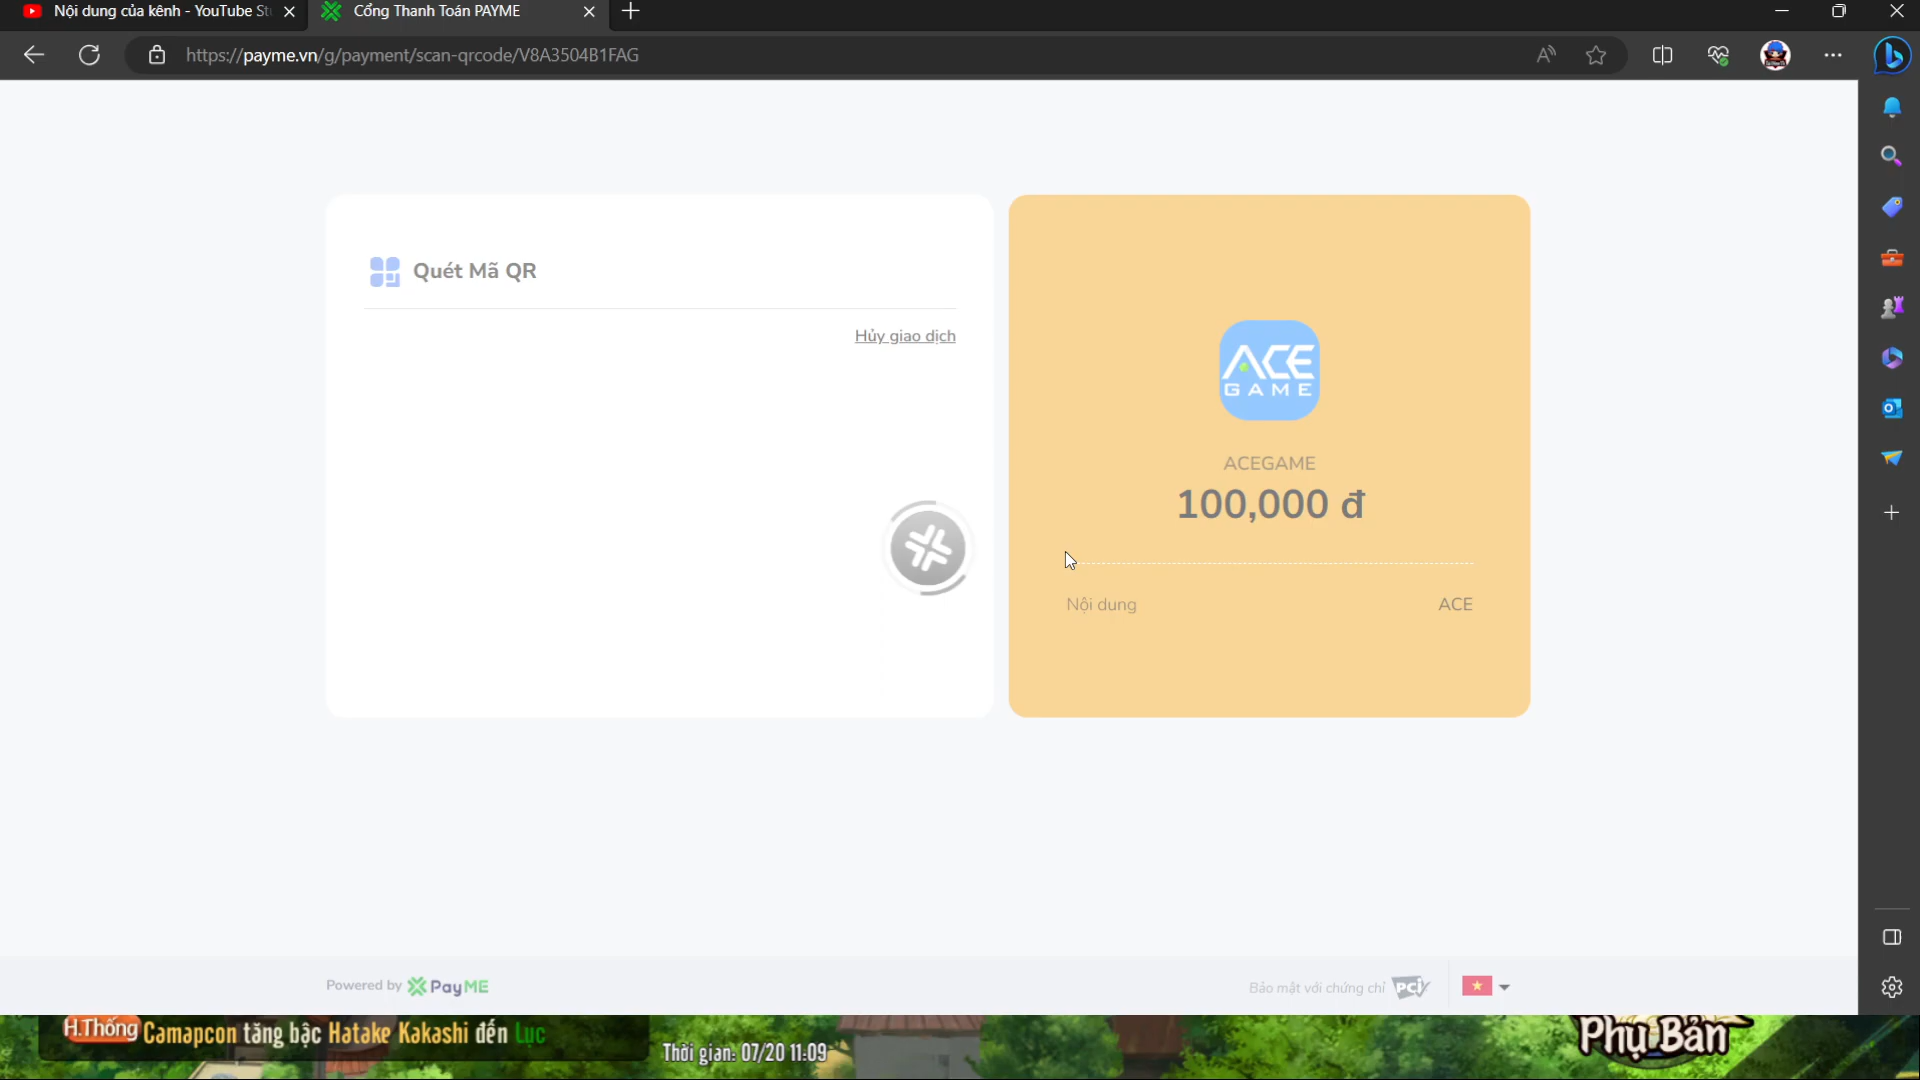 Nội dung của kênh - YouTube St
Cổng Thanh Toán PAYME
https://payme.vn/g/payment/scan-qrcode/V8A3504B1FAG
Quét Mã QR
Hủy giao dịch
ACE
GAME
ACEGAME
100,000 đ
Nội dung
ACE
Powered by PayME
Bảo mật với chứng chỉ PCI
H.Thống Camapcon tăng bậc Hatake Kakashi đến Lục
Thời gian: 07/20 11:09
Phụ Bản